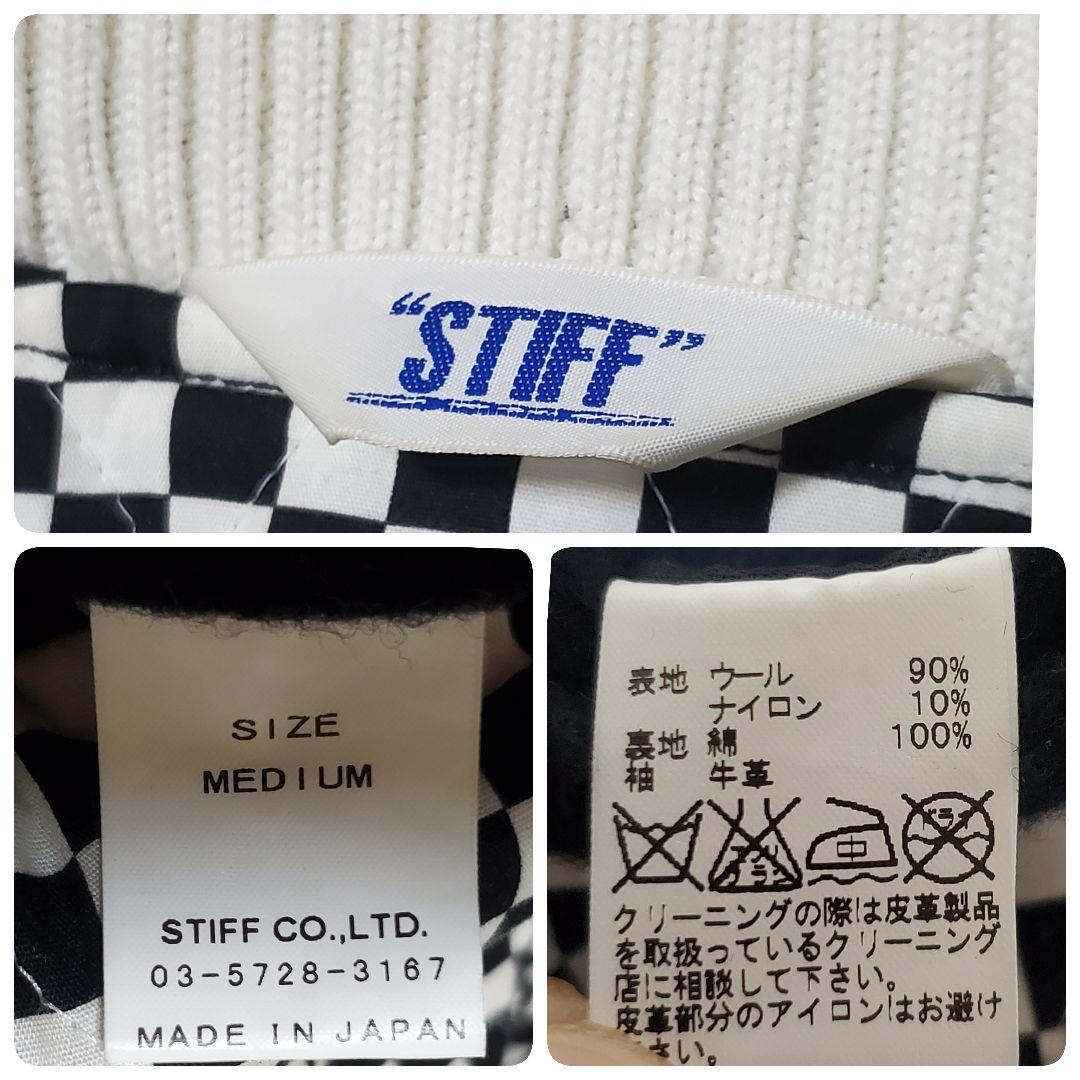 “STIFF”
SIZE
MEDIUM
STIFF CO.,LTD.
03-5728-3167
MADE IN JAPAN
表地 ウール 90%
ナイロン 10%
裏地 綿 100%
袖 牛革
中 ドライ
クリーニングの際は皮革製品
を取扱っているクリーニング
店に相談して下さい。
皮革部分のアイロンはお避け
さい。